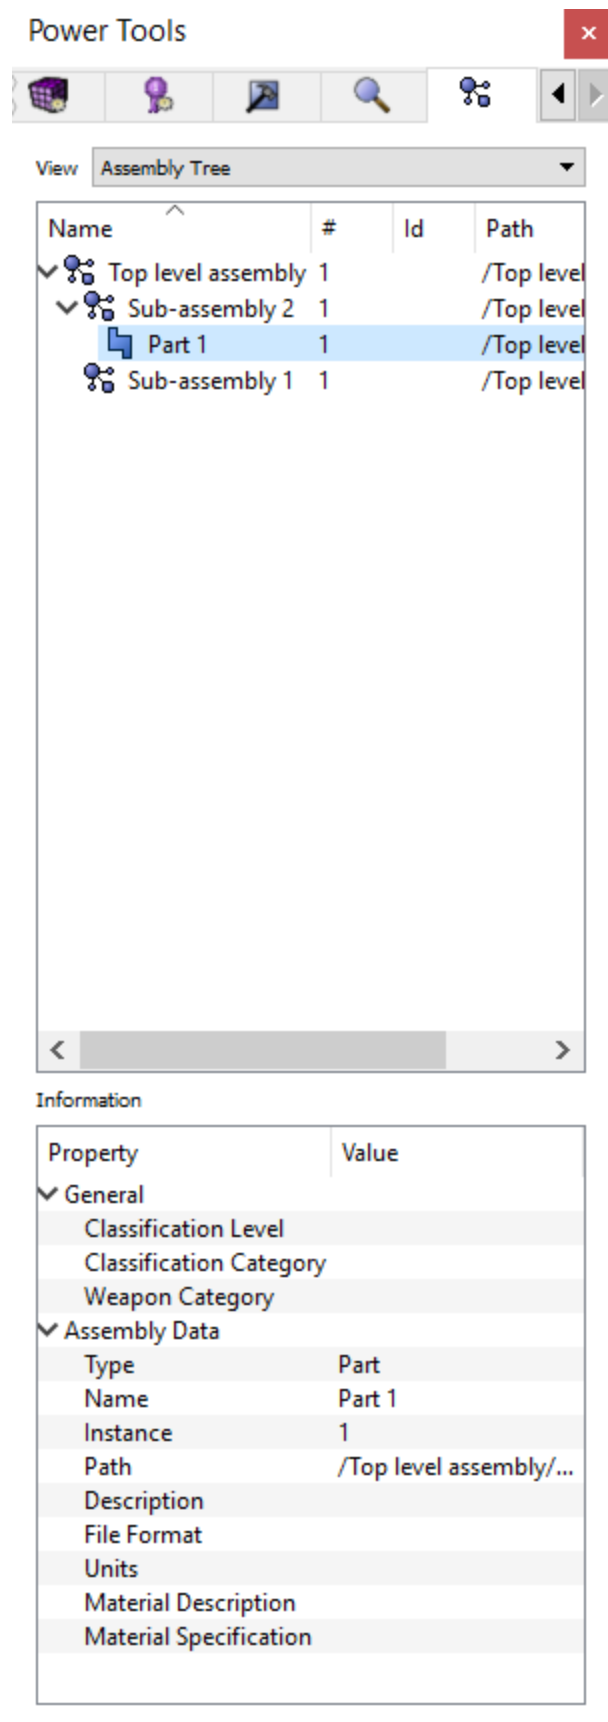 Power Tools
View Assembly Tree
Name # Id Path
Top level assembly 1 /Top level
Sub-assembly 2 1 /Top level
Part 1 1 /Top level
Sub-assembly 1 1 /Top level
Information
Property Value
General
Classification Level
Classification Category
Weapon Category
Assembly Data
Type Part
Name Part 1
Instance 1
Path /Top level assembly/...
Description
File Format
Units
Material Description
Material Specification